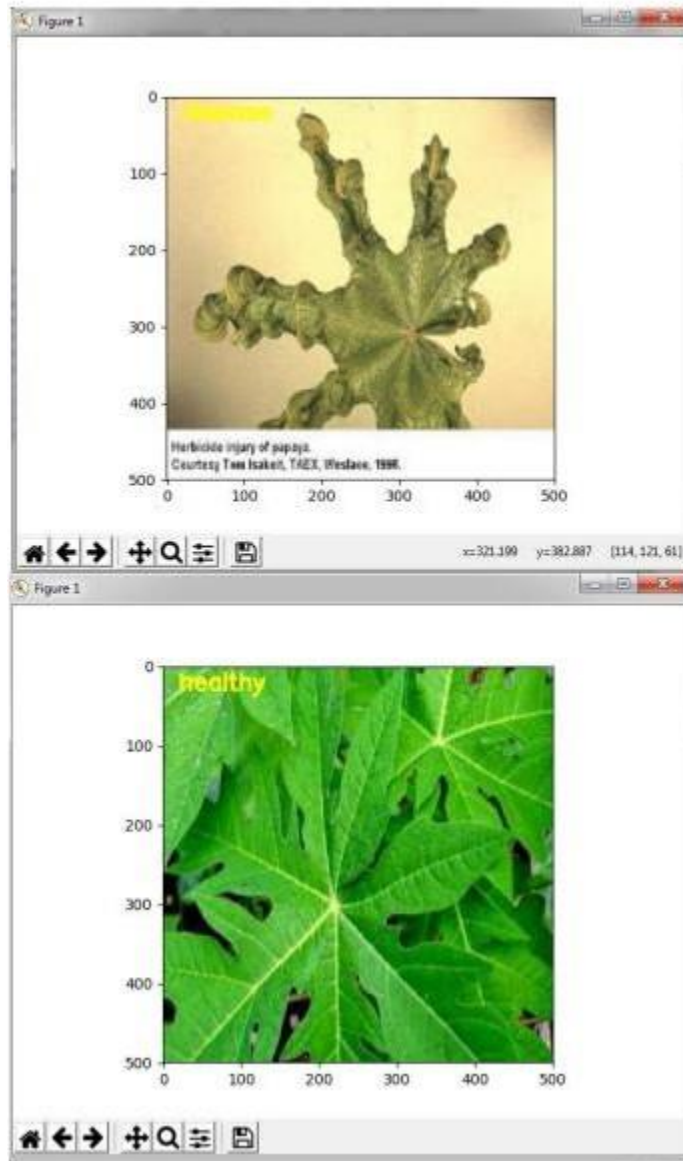 Figure 1
0
100
200
300
400
500
Herbicide injury of papaya.
Courtesy Tom Isakeit, TAEX, Weslaco, 1996.
0 100 200 300 400 500
x=321.199 y=382.887 [114, 121, 61]
Figure 1
healthy
0
100
200
300
400
500
0 100 200 300 400 500